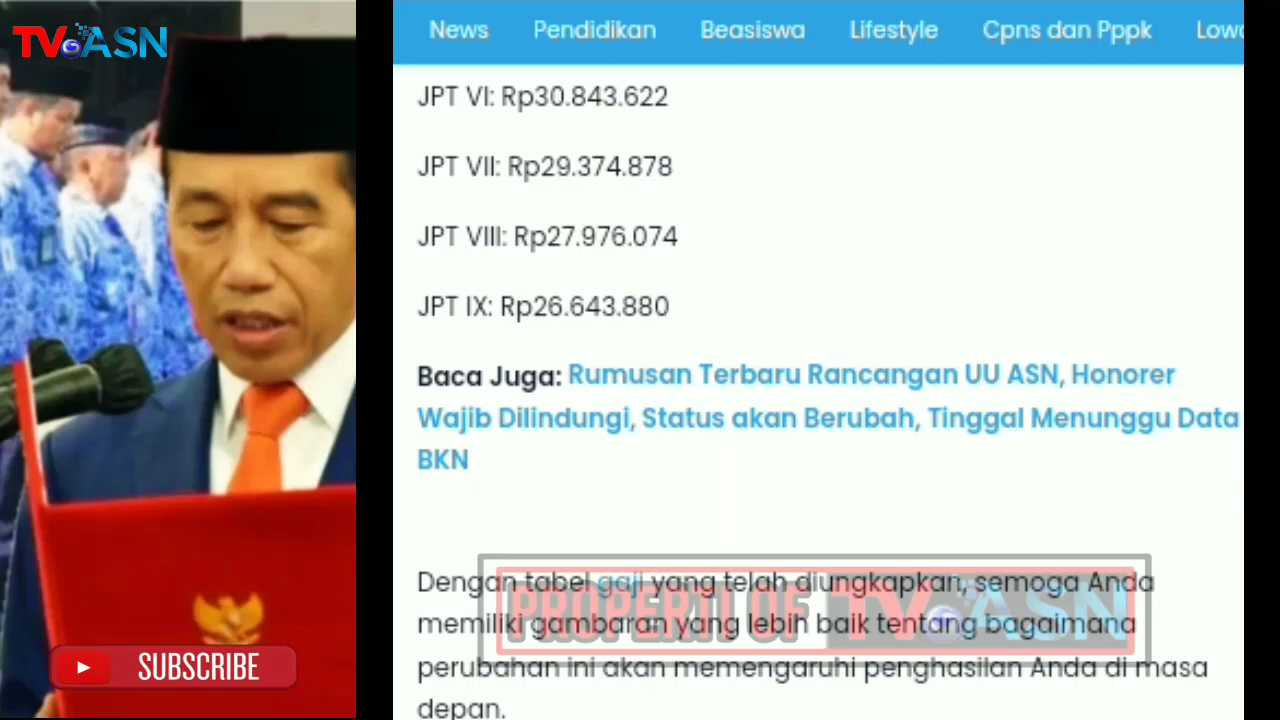 TV ASN
News Pendidikan Beasiswa Lifestyle Cpns dan Pppk Lowo
JPT VI: Rp30.843.622
JPT VII: Rp29.374.878
JPT VIII: Rp27.976.074
JPT IX: Rp26.643.880
Baca Juga: Rumusan Terbaru Rancangan UU ASN, Honorer
Wajib Dilindungi, Status akan Berubah, Tinggal Menunggu Data
BKN
Dengan tabel gaji yang telah diungkapkan, semoga Anda
memiliki gambaran yang lebih baik tentang bagaimana
perubahan ini akan memengaruhi penghasilan Anda di masa
depan.
PROPERTI OF TV ASN
SUBSCRIBE